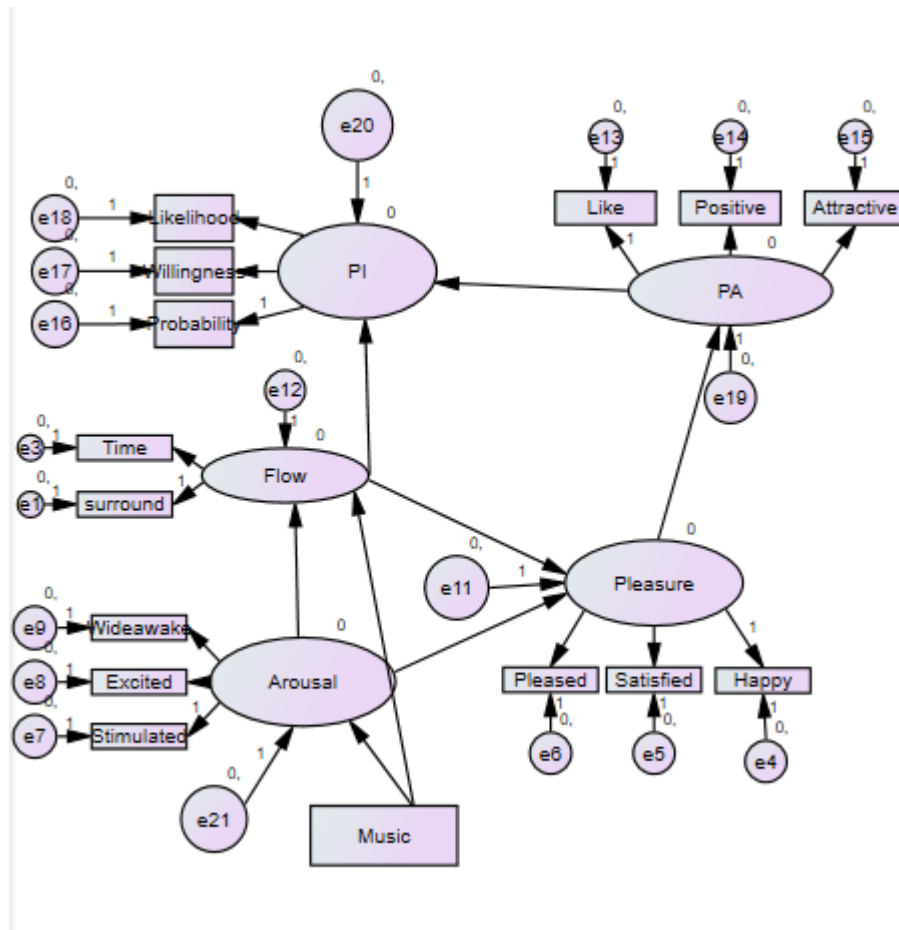 0,
e20
1
0
PI
0,
e18
1
Likelihood
0,
e17
1
Willingness
0,
e16
1
Probability
1
0,
e13
1
Like
1
0,
e14
1
Positive
0,
e15
1
Attractive
0
PA
1
0,
e19
0,
e12
1
0
Flow
0,
e3
1
Time
0,
e1
1
surround
1
0,
e11
1
0
Pleasure
0,
e9
1
Wideawake
0,
e8
1
Excited
0,
e7
1
Stimulated
1
0
Arousal
0,
e21
1
Music
Pleased
1
0,
e6
Satisfied
1
0,
e5
1
Happy
1
0,
e4